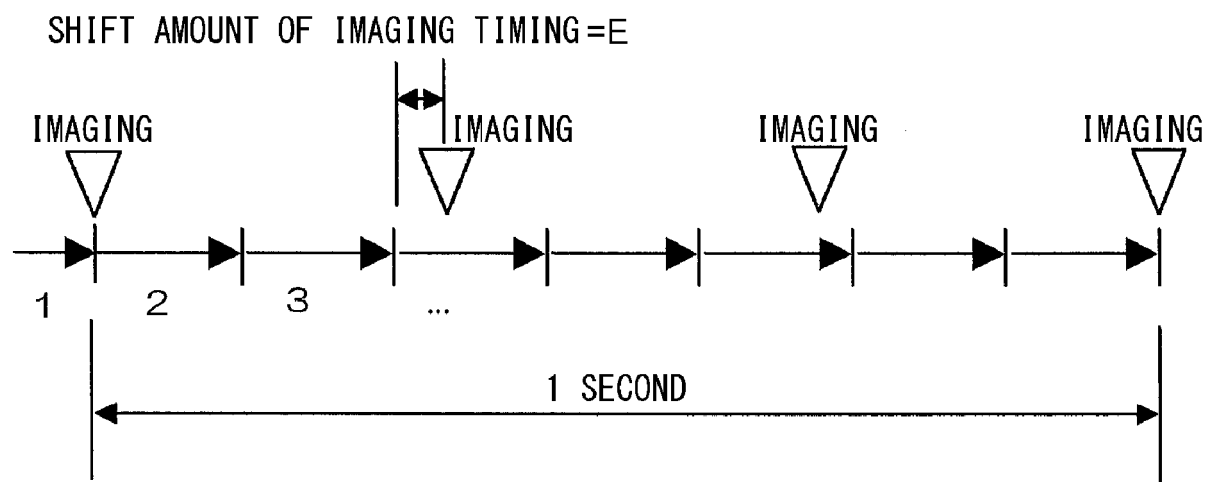 SHIFT AMOUNT OF IMAGING TIMING=E
IMAGING IMAGING IMAGING IMAGING
1 2 3 ...
1 SECOND